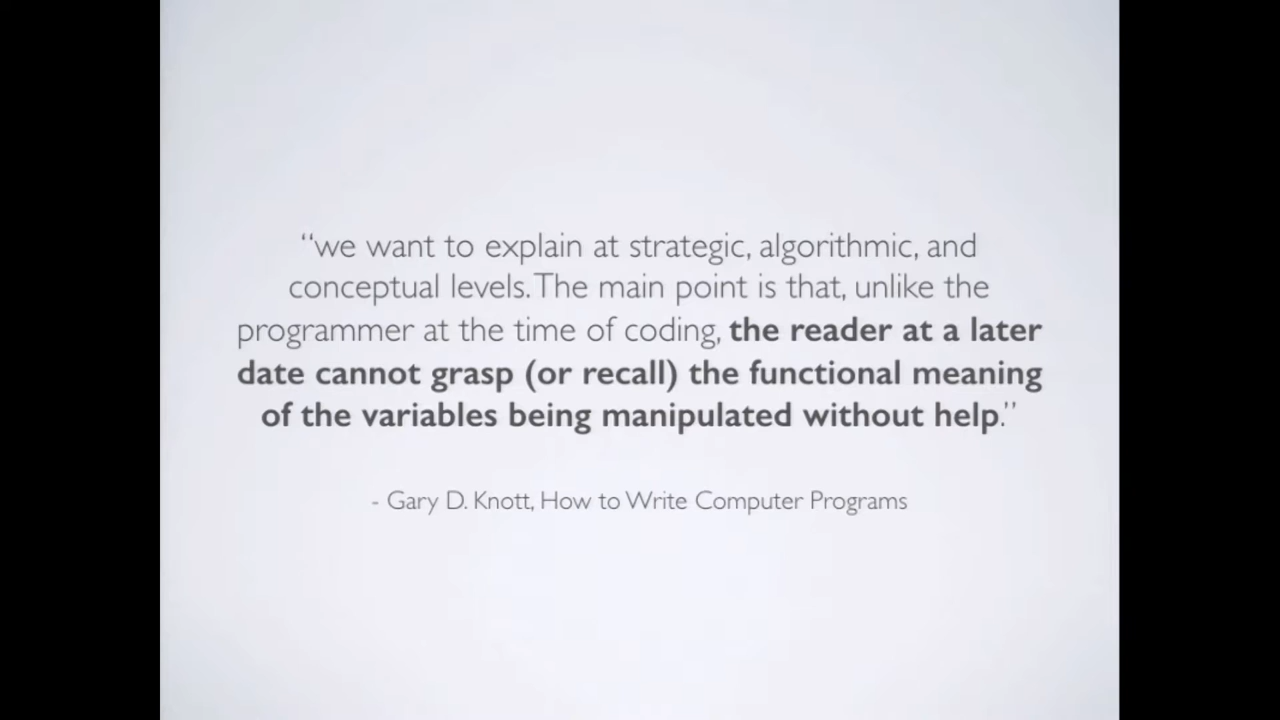 “we want to explain at strategic, algorithmic, and
conceptual levels. The main point is that, unlike the
programmer at the time of coding, the reader at a later
date cannot grasp (or recall) the functional meaning
of the variables being manipulated without help.”
- Gary D. Knott, How to Write Computer Programs